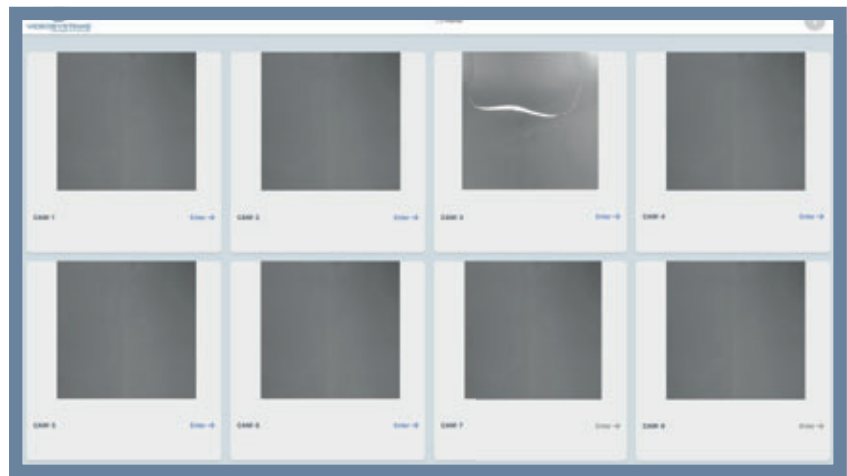 VIDEOSYSTEMS
CAM 1 Enter →
CAM 2 Enter →
CAM 3 Enter →
CAM 4 Enter →
CAM 5 Enter →
CAM 6 Enter →
CAM 7 Enter →
CAM 8 Enter →